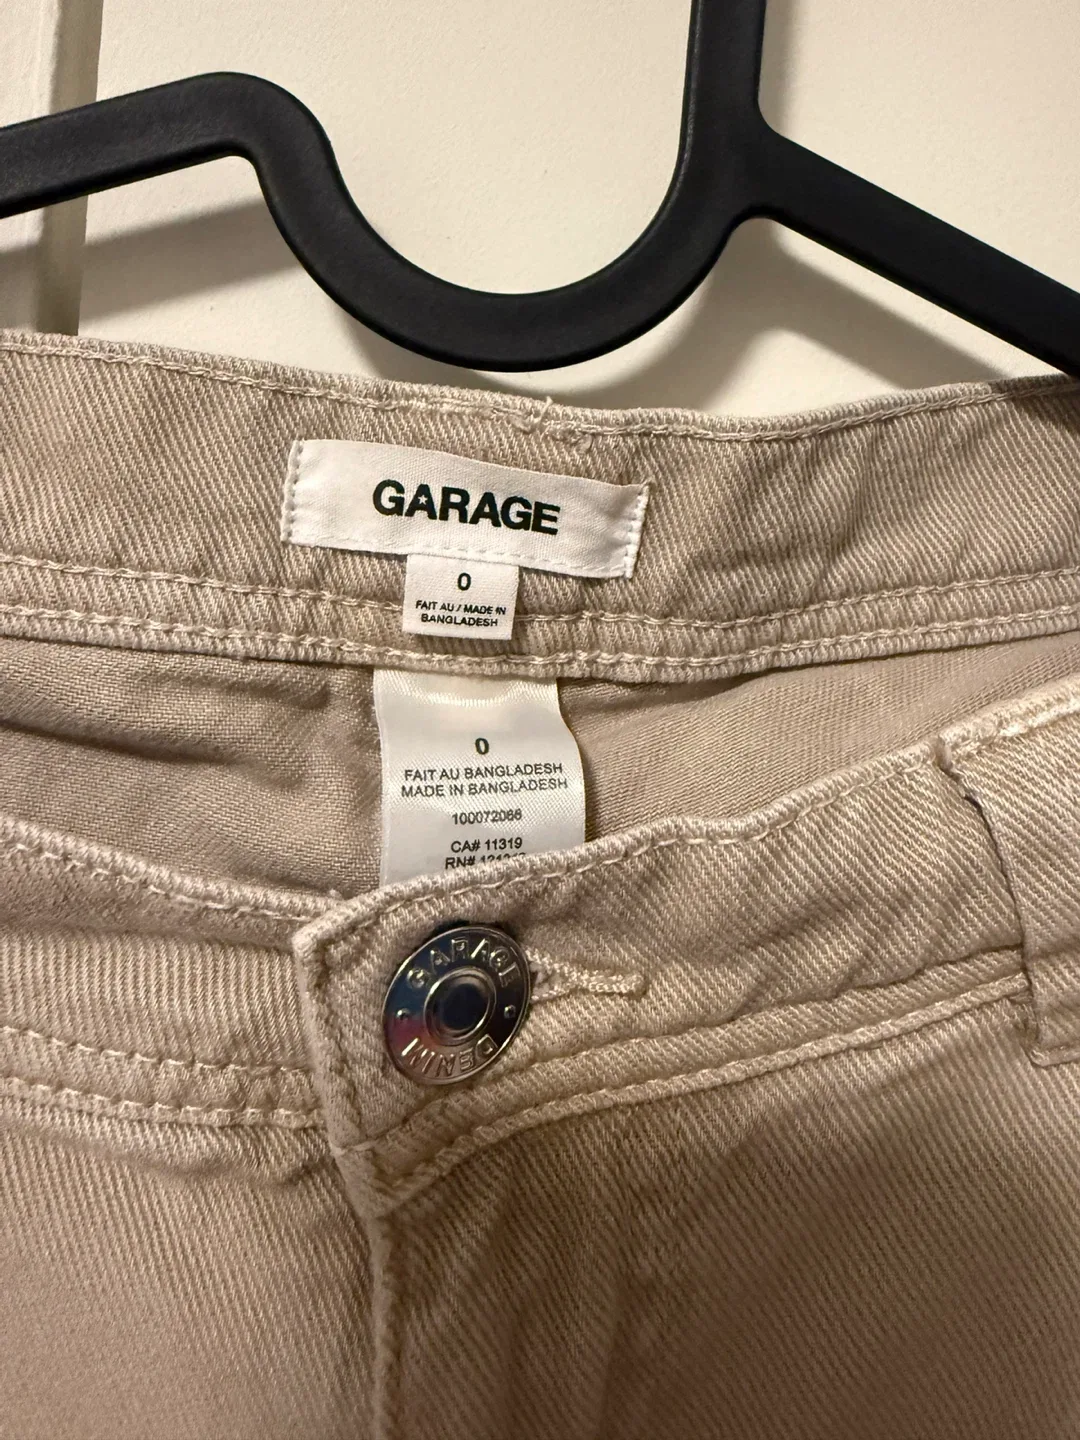 GARAGE
0
FAIT AU / MADE IN
BANGLADESH
0
FAIT AU BANGLADESH
MADE IN BANGLADESH
100072066
CA# 11319
RN#
GARAGE
DENIM